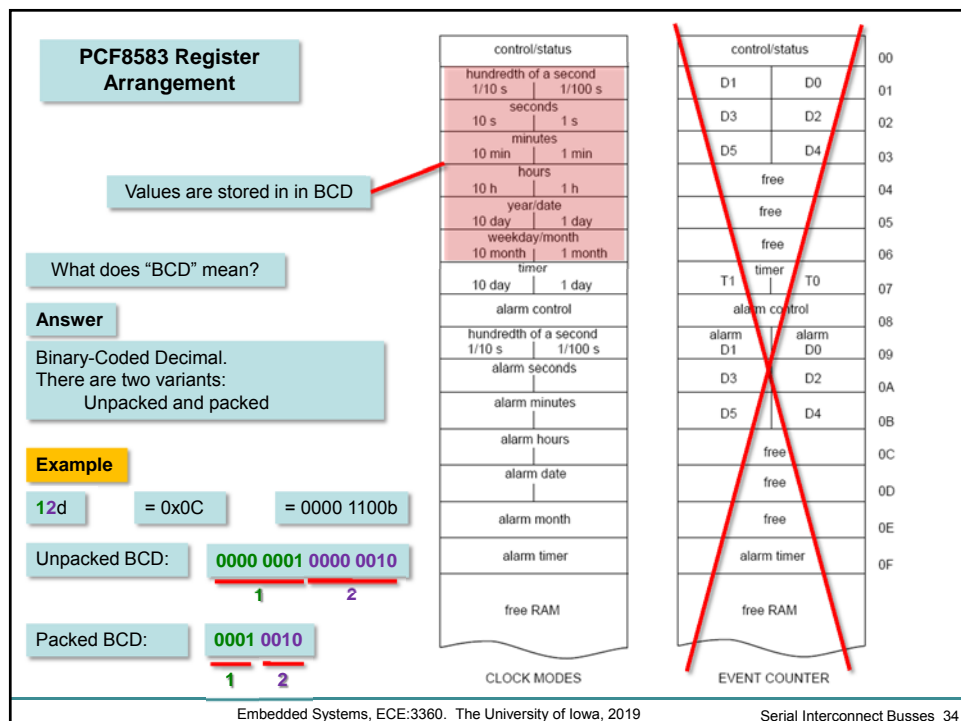 PCF8583 Register
Arrangement
Values are stored in in BCD
What does “BCD” mean?
Answer
Binary-Coded Decimal.
There are two variants:
Unpacked and packed
Example
12d
= 0x0C
= 0000 1100b
Unpacked BCD:
0000 0001 0000 0010
1 2
Packed BCD:
0001 0010
1 2
control/status
hundredth of a second
1/10 s 1/100 s
seconds
10 s 1 s
minutes
10 min 1 min
hours
10 h 1 h
year/date
10 day 1 day
weekday/month
10 month 1 month
timer
10 day 1 day
alarm control
hundredth of a second
1/10 s 1/100 s
alarm seconds
alarm minutes
alarm hours
alarm date
alarm month
alarm timer
free RAM
CLOCK MODES
control/status
D1 D0
D3 D2
D5 D4
free
free
free
timer
T1 T0
alarm control
alarm alarm
D1 D0
D3 D2
D5 D4
free
free
free
alarm timer
free RAM
EVENT COUNTER
00
01
02
03
04
05
06
07
08
09
0A
0B
0C
0D
0E
0F
Embedded Systems, ECE:3360. The University of Iowa, 2019
Serial Interconnect Busses 34